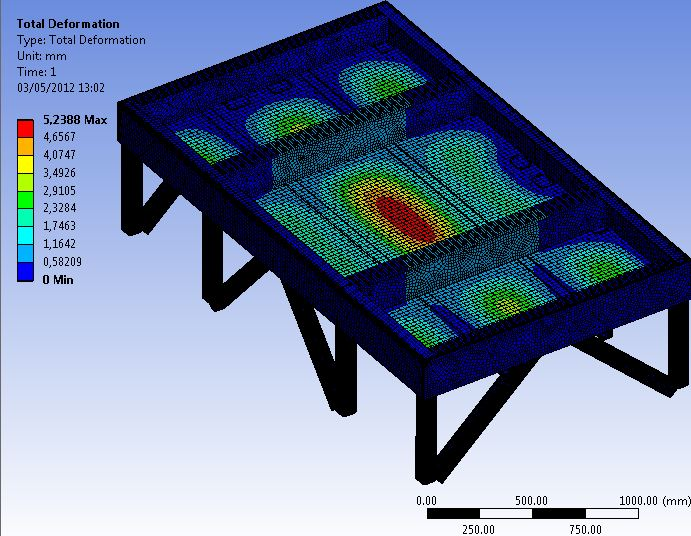 Total Deformation
Type: Total Deformation
Unit: mm
Time: 1
03/05/2012 13:02
5,2388 Max
4,6567
4,0747
3,4926
2,9105
2,3284
1,7463
1,1642
0,58209
0 Min
0.00 500.00 1000.00 (mm)
250.00 750.00